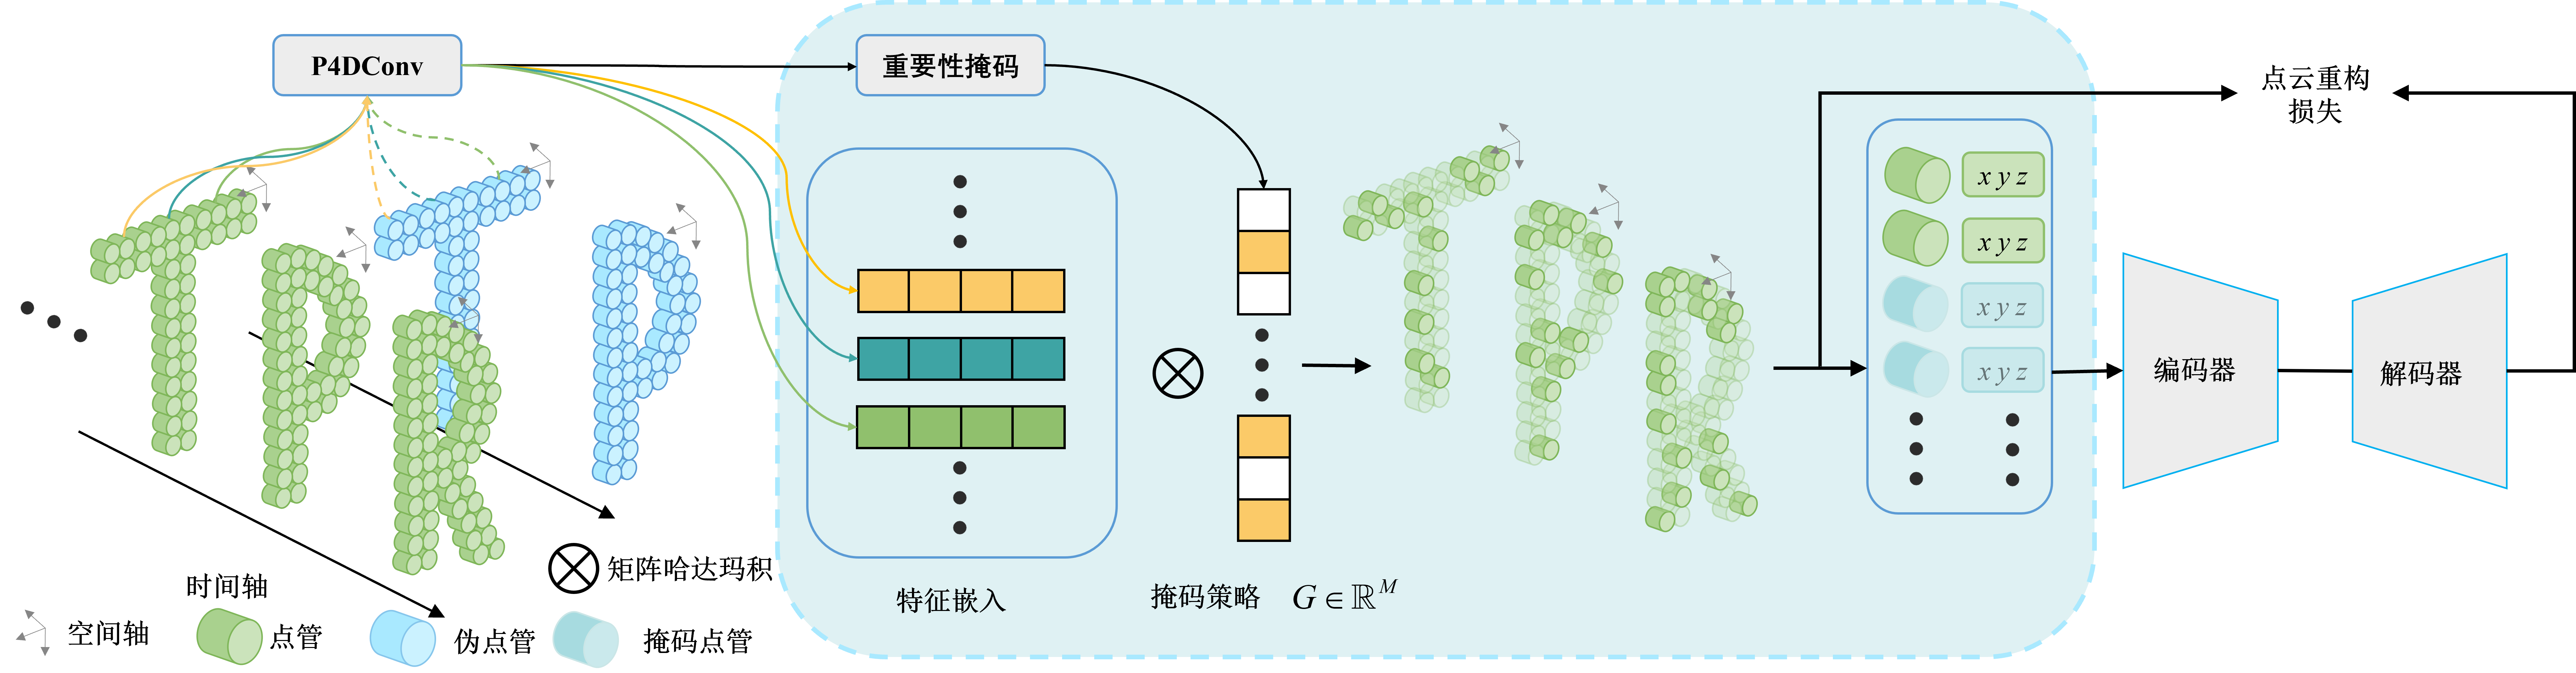 P4DConv
重要性掩码
点云重构
损失
x y z
x y z
x y z
x y z
编码器
解码器
矩阵哈达玛积
时间轴
特征嵌入
掩码策略 G ∈ ℝ^M
空间轴
点管
伪点管
掩码点管